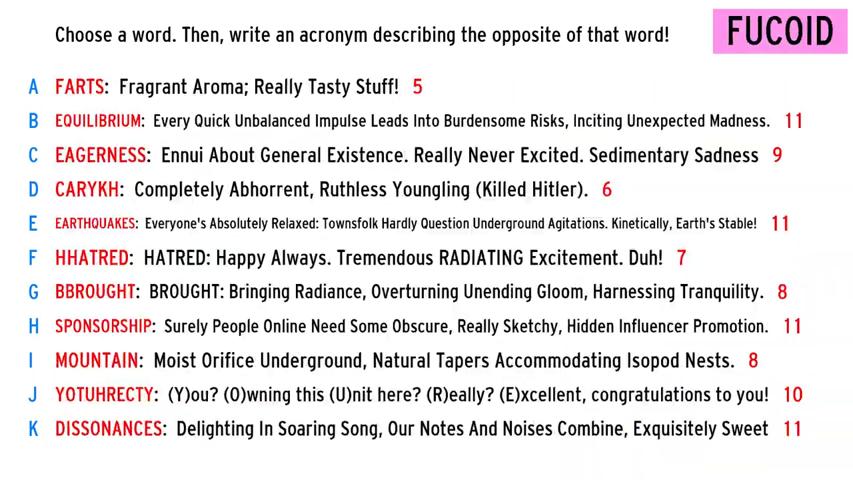 Choose a word. Then, write an acronym describing the opposite of that word!
FUCOID
A FARTS: Fragrant Aroma; Really Tasty Stuff! 5
B EQUILIBRIUM: Every Quick Unbalanced Impulse Leads Into Burdensome Risks, Inciting Unexpected Madness. 11
C EAGERNESS: Ennui About General Existence. Really Never Excited. Sedimentary Sadness 9
D CARYKH: Completely Abhorrent, Ruthless Youngling (Killed Hitler). 6
E EARTHQUAKES: Everyone's Absolutely Relaxed: Townsfolk Hardly Question Underground Agitations. Kinetically, Earth's Stable! 11
F HHATRED: HATRED: Happy Always. Tremendous RADIATING Excitement. Duh! 7
G BBROUGHT: BROUGHT: Bringing Radiance, Overturning Unending Gloom, Harnessing Tranquility. 8
H SPONSORSHIP: Surely People Online Need Some Obscure, Really Sketchy, Hidden Influencer Promotion. 11
I MOUNTAIN: Moist Orifice Underground, Natural Tapers Accommodating Isopod Nests. 8
J YOTUHRECTY: (Y)ou? (O)wning this (U)nit here? (R)eally? (E)xcellent, congratulations to you! 10
K DISSONANCES: Delighting In Soaring Song, Our Notes And Noises Combine, Exquisitely Sweet 11